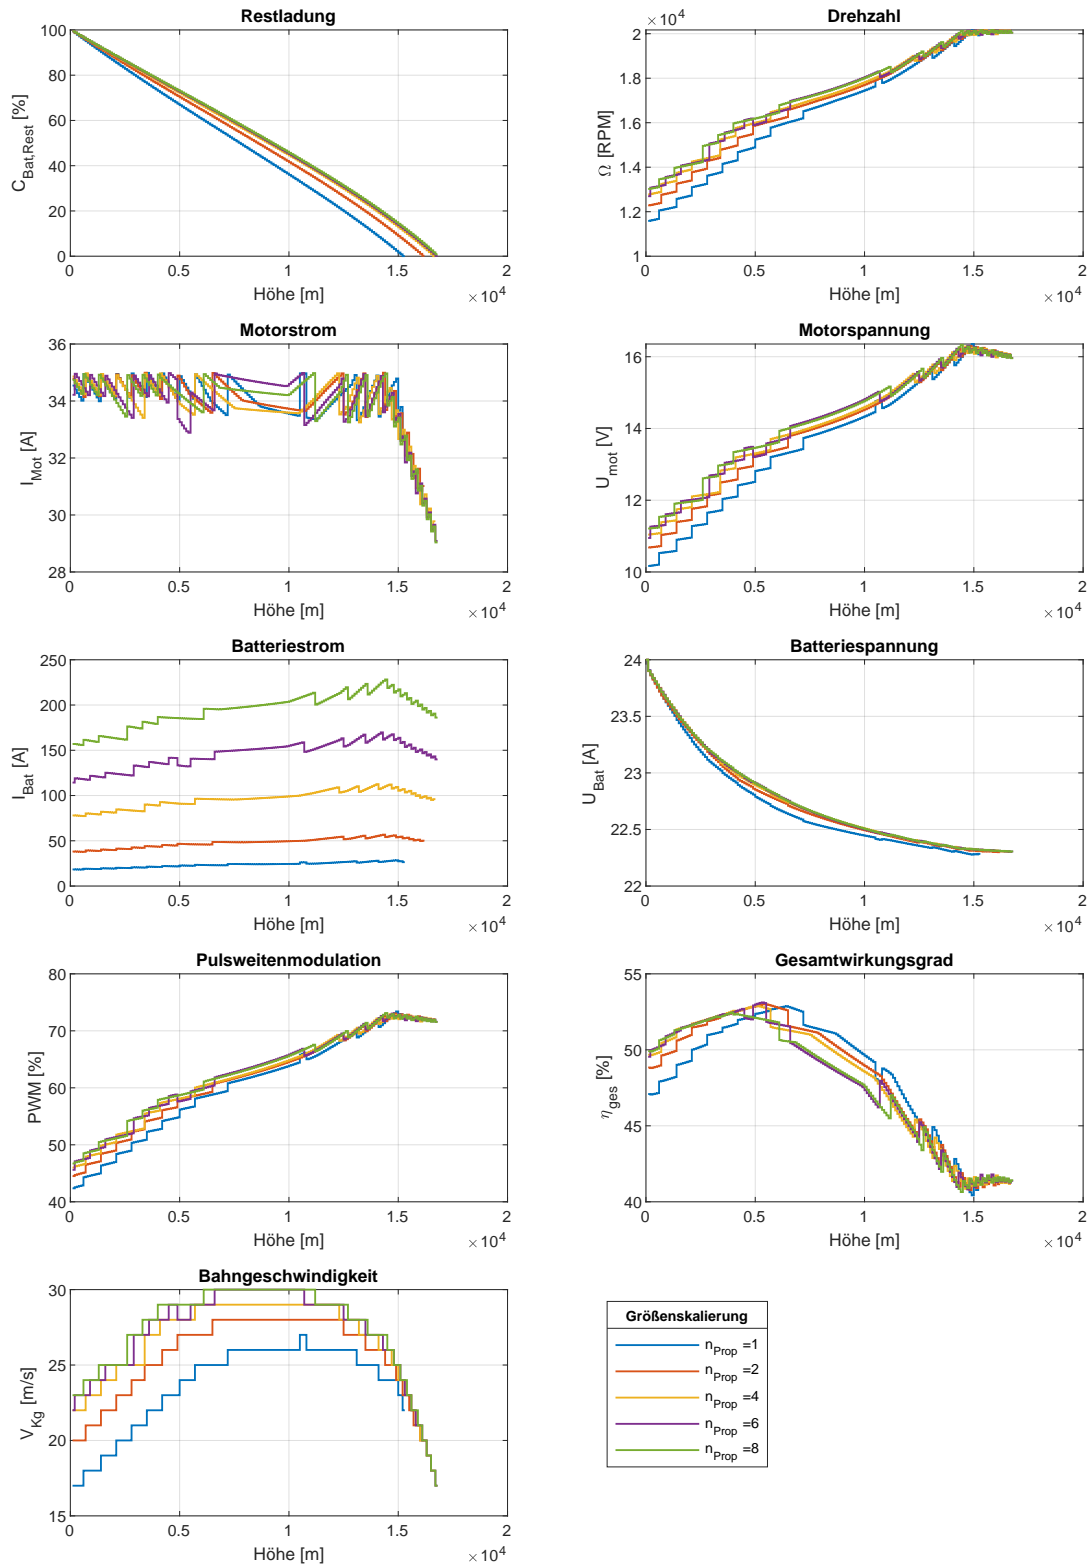 Restladung
C_Bat,Rest [%]
100
80
60
40
20
0
0 0.5 1 1.5 2
Höhe [m] ×10^4
Drehzahl
×10^4
Ω [RPM]
2
1.8
1.6
1.4
1.2
1
0 0.5 1 1.5 2
Höhe [m] ×10^4
Motorstrom
I_Mot [A]
36
34
32
30
28
0 0.5 1 1.5 2
Höhe [m] ×10^4
Motorspannung
U_mot [V]
16
14
12
10
0 0.5 1 1.5 2
Höhe [m] ×10^4
Batteriestrom
I_Bat [A]
250
200
150
100
50
0
0 0.5 1 1.5 2
Höhe [m] ×10^4
Batteriespannung
U_Bat [A]
24
23.5
23
22.5
22
0 0.5 1 1.5 2
Höhe [m] ×10^4
Pulsweitenmodulation
PWM [%]
80
70
60
50
40
0 0.5 1 1.5 2
Höhe [m] ×10^4
Gesamtwirkungsgrad
η_ges [%]
55
50
45
40
0 0.5 1 1.5 2
Höhe [m] ×10^4
Bahngeschwindigkeit
V_Kg [m/s]
30
25
20
15
0 0.5 1 1.5 2
Höhe [m] ×10^4
Größenskalierung
n_Prop =1
n_Prop =2
n_Prop =4
n_Prop =6
n_Prop =8